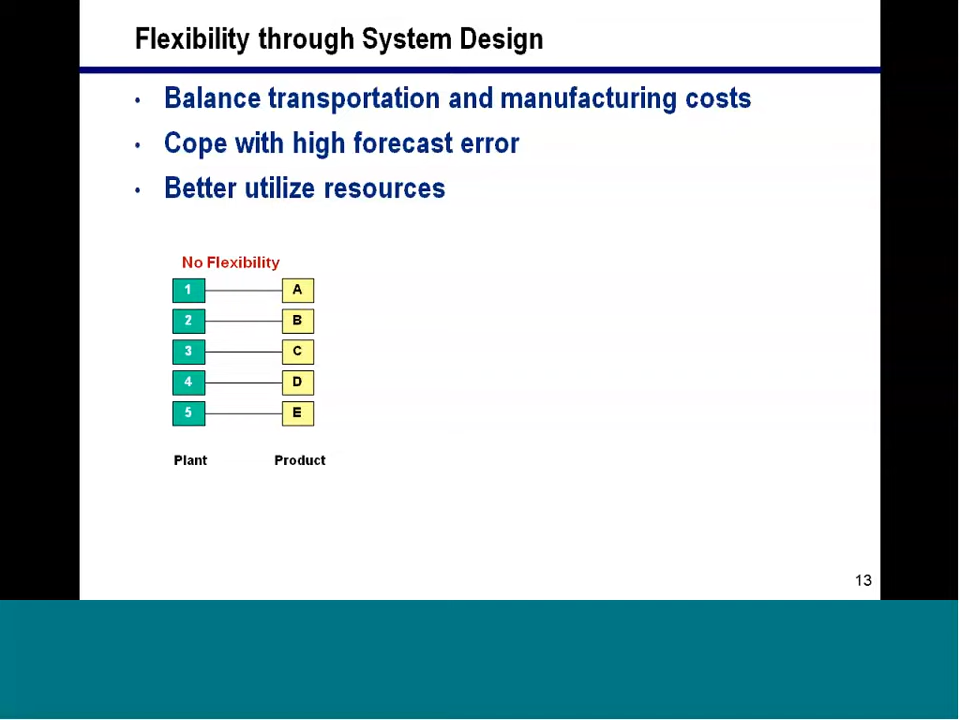 Flexibility through System Design
• Balance transportation and manufacturing costs
• Cope with high forecast error
• Better utilize resources
No Flexibility
1 A
2 B
3 C
4 D
5 E
Plant Product
13